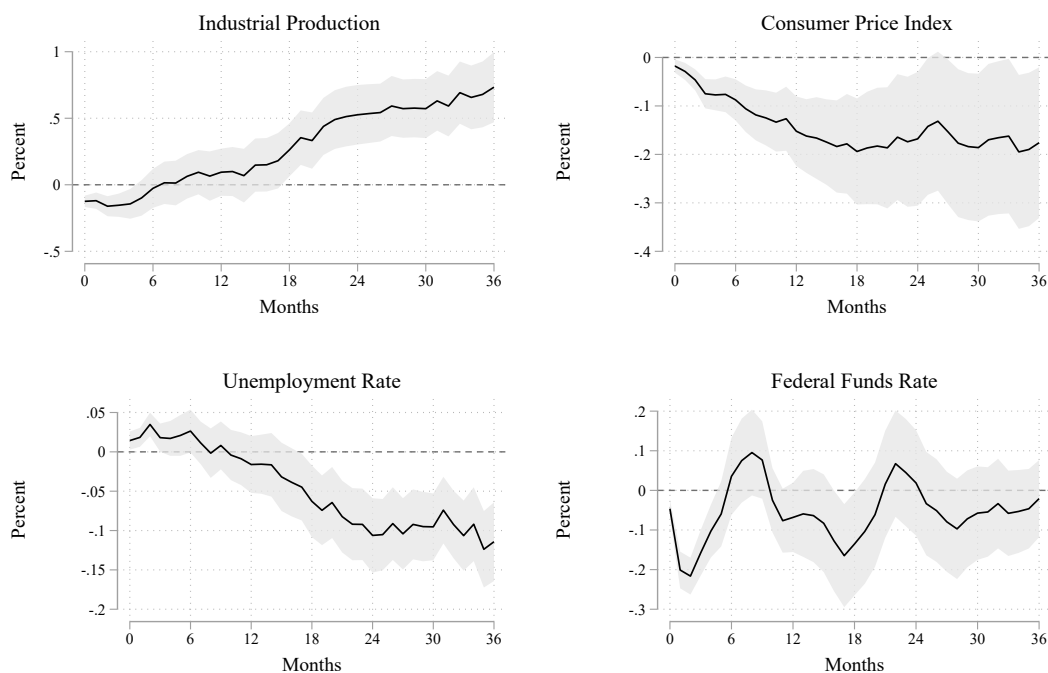 Industrial Production
Percent
1
.5
0
-.5
0 6 12 18 24 30 36
Months
Consumer Price Index
Percent
0
-.1
-.2
-.3
-.4
0 6 12 18 24 30 36
Months
Unemployment Rate
Percent
.05
0
-.05
-.1
-.15
-.2
0 6 12 18 24 30 36
Months
Federal Funds Rate
Percent
.2
.1
0
-.1
-.2
-.3
0 6 12 18 24 30 36
Months